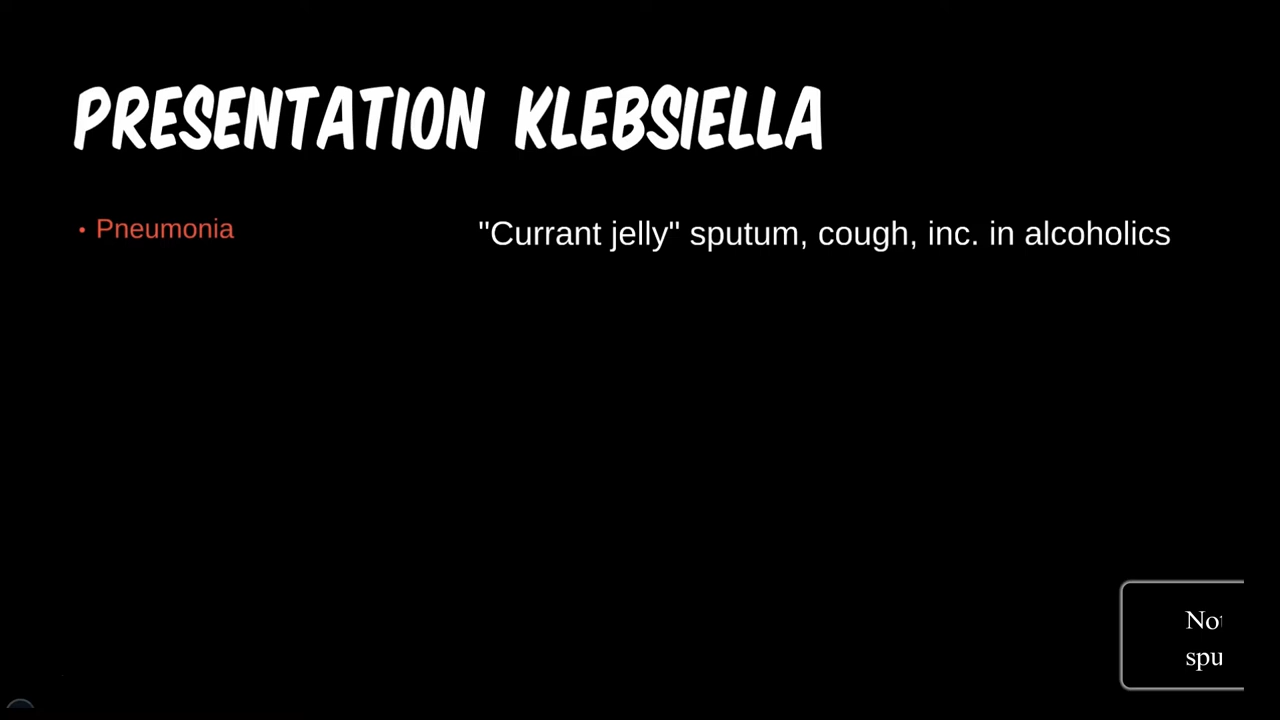 PRESENTATION KLEBSIELLA
• Pneumonia
"Currant jelly" sputum, cough, inc. in alcoholics